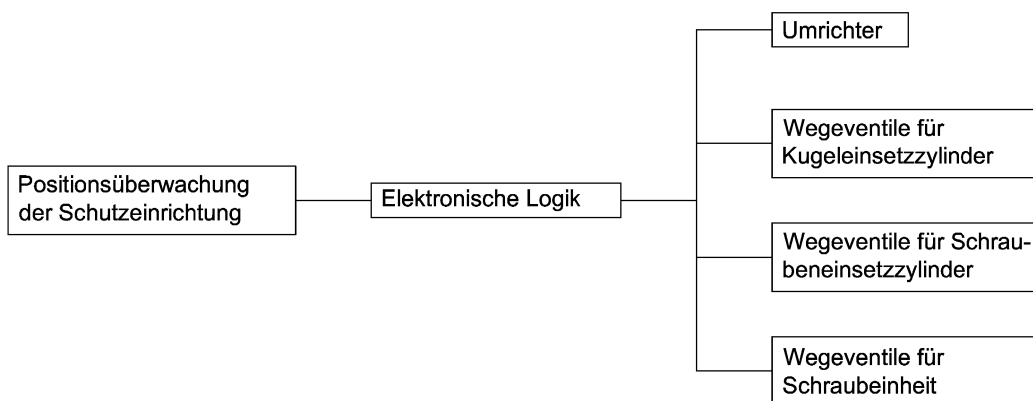 Umrichter
Wegeventile für
Kugeleinsetzzylinder
Positionsüberwachung
der Schutzeinrichtung
Elektronische Logik
Wegeventile für Schrau-
beneinsetzzylinder
Wegeventile für
Schraubeinheit